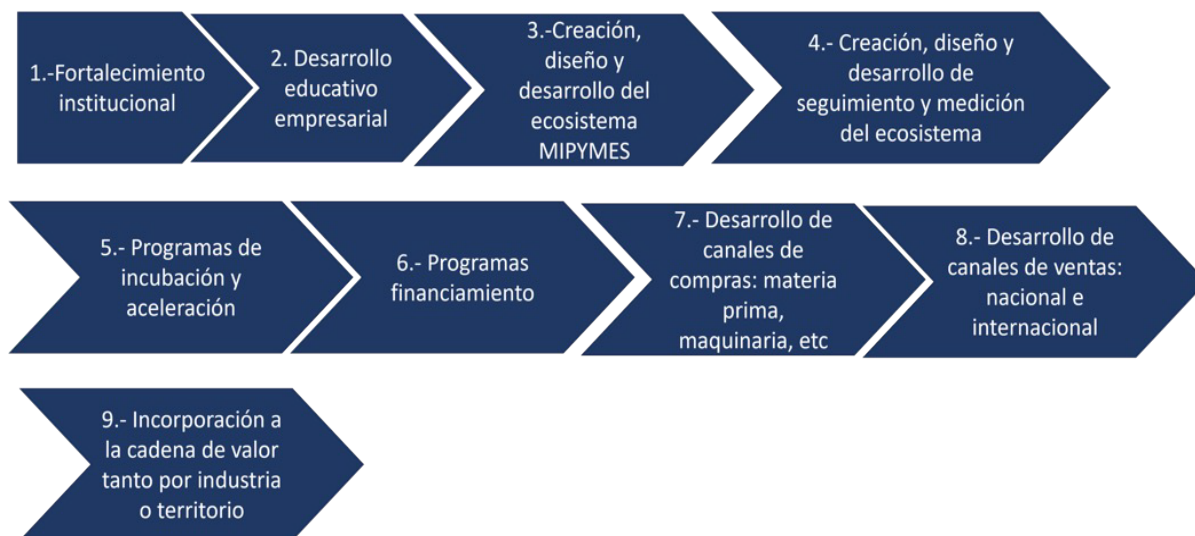 1.-Fortalecimiento
institucional
2. Desarrollo
educativo
empresarial
3.-Creación,
diseño y
desarrollo del
ecosistema
MIPYMES
4.- Creación, diseño y
desarrollo de
seguimiento y medición
del ecosistema
5.- Programas de
incubación y
aceleración
6.- Programas
financiamiento
7.- Desarrollo de
canales de
compras: materia
prima,
maquinaria, etc
8.- Desarrollo de
canales de ventas:
nacional e
internacional
9.- Incorporación a
la cadena de valor
tanto por industria
o territorio